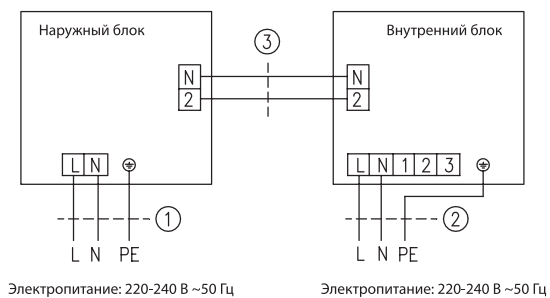 Наружный блок
Внутренний блок
3
N N
2 2
L N
L N 1 2 3
1
2
L N PE
L N PE
Электропитание: 220-240 В ~50 Гц
Электропитание: 220-240 В ~50 Гц